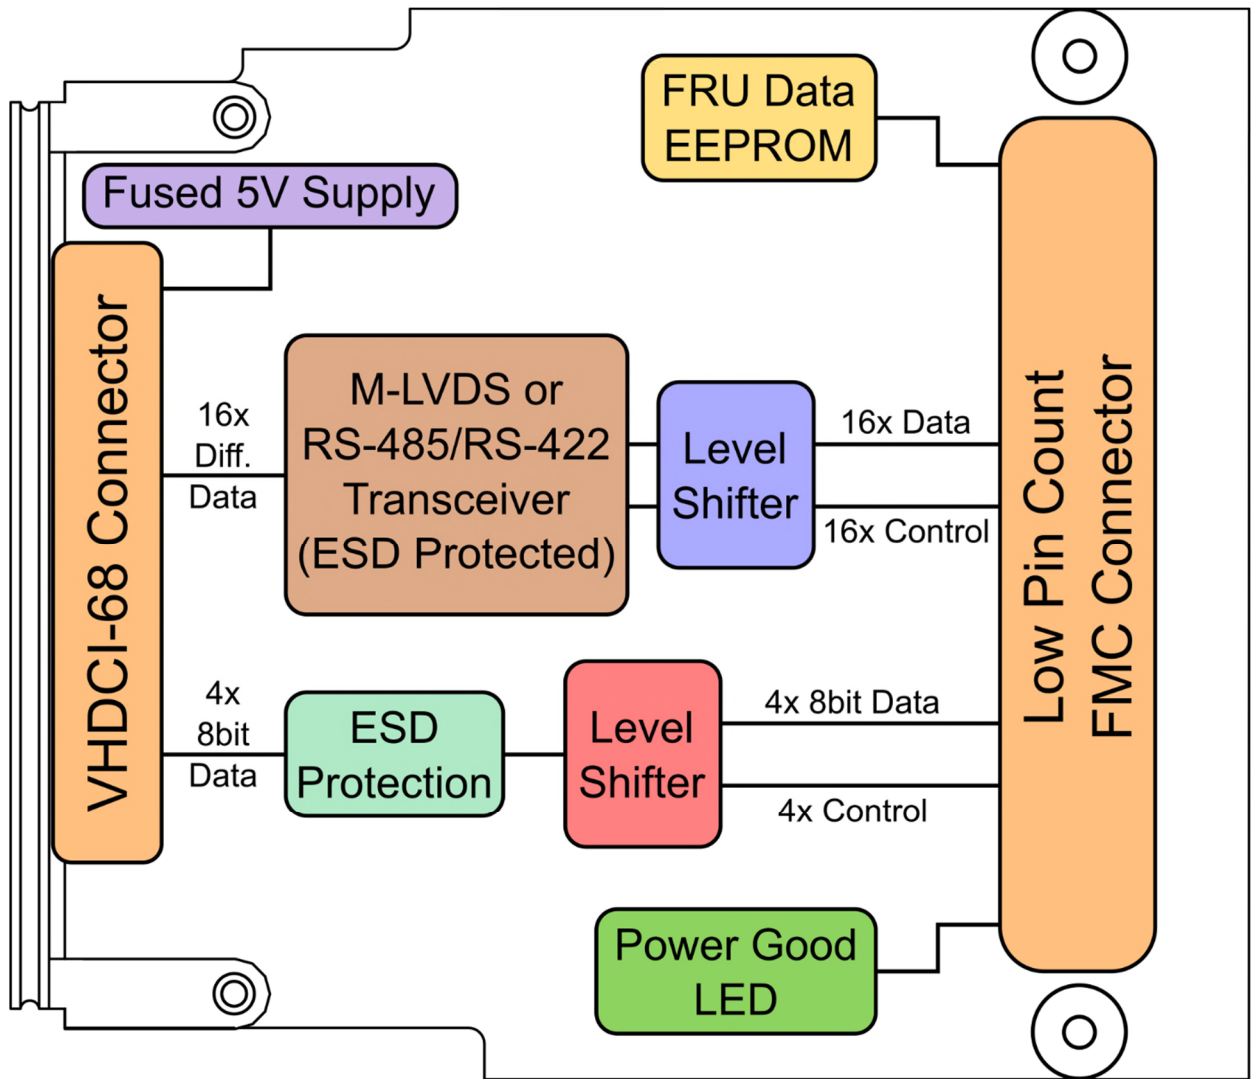 FRU Data
EEPROM
Fused 5V Supply
VHDCI-68 Connector
16x
Diff.
Data
M-LVDS or
RS-485/RS-422
Transceiver
(ESD Protected)
Level
Shifter
16x Data
16x Control
Low Pin Count
FMC Connector
4x
8bit
Data
ESD
Protection
Level
Shifter
4x 8bit Data
4x Control
Power Good
LED